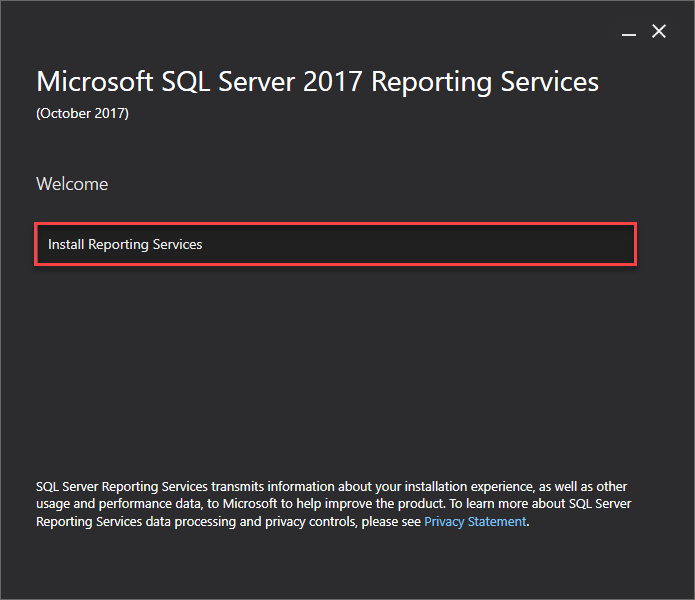 Microsoft SQL Server 2017 Reporting Services
(October 2017)
Welcome
Install Reporting Services
SQL Server Reporting Services transmits information about your installation experience, as well as other
usage and performance data, to Microsoft to help improve the product. To learn more about SQL Server
Reporting Services data processing and privacy controls, please see Privacy Statement.